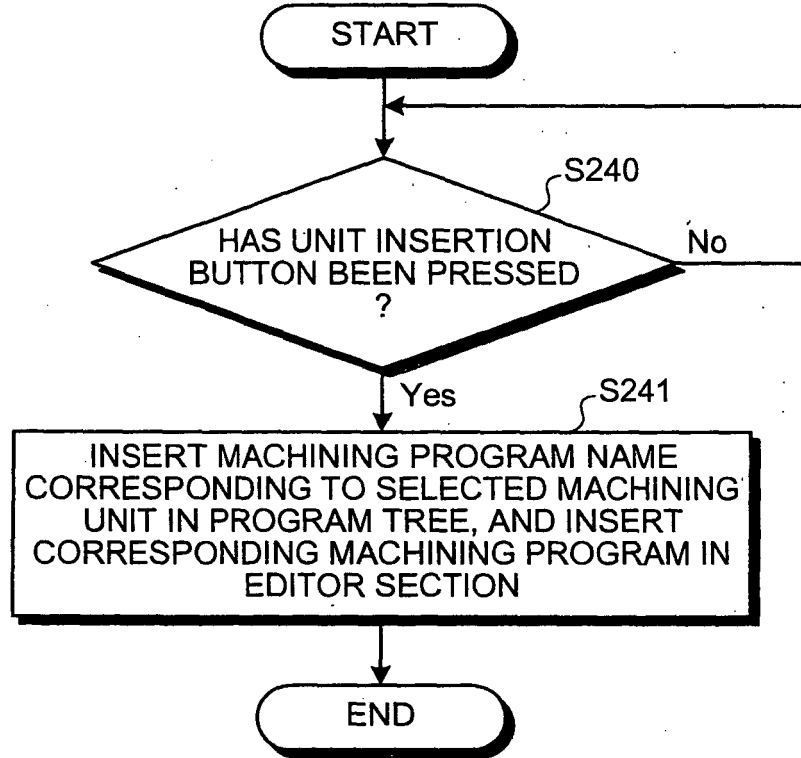 START
S240
HAS UNIT INSERTION
BUTTON BEEN PRESSED
?
No
Yes
S241
INSERT MACHINING PROGRAM NAME
CORRESPONDING TO SELECTED MACHINING
UNIT IN PROGRAM TREE, AND INSERT
CORRESPONDING MACHINING PROGRAM IN
EDITOR SECTION
END